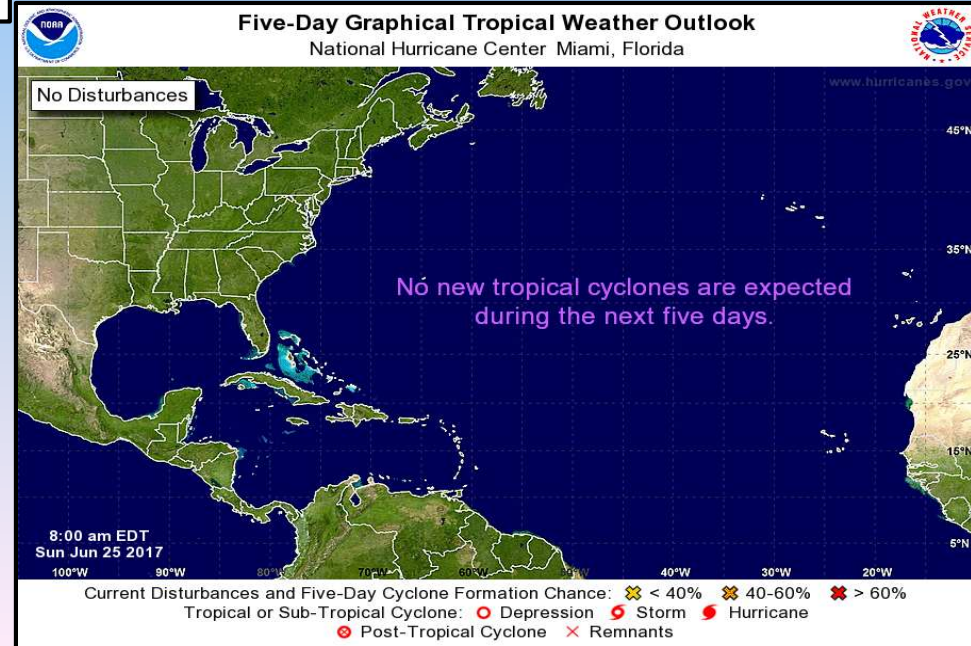 Five-Day Graphical Tropical Weather Outlook
National Hurricane Center Miami, Florida
NOAA
No Disturbances
www.hurricanes.gov
45°N
35°N
No new tropical cyclones are expected
during the next five days.
25°N
15°N
8:00 am EDT
Sun Jun 25 2017
5°N
100°W 90°W 80°W 70°W 60°W 50°W 40°W 30°W 20°W
Current Disturbances and Five-Day Cyclone Formation Chance: < 40% 40-60% > 60%
Tropical or Sub-Tropical Cyclone: Depression Storm Hurricane
Post-Tropical Cyclone Remnants